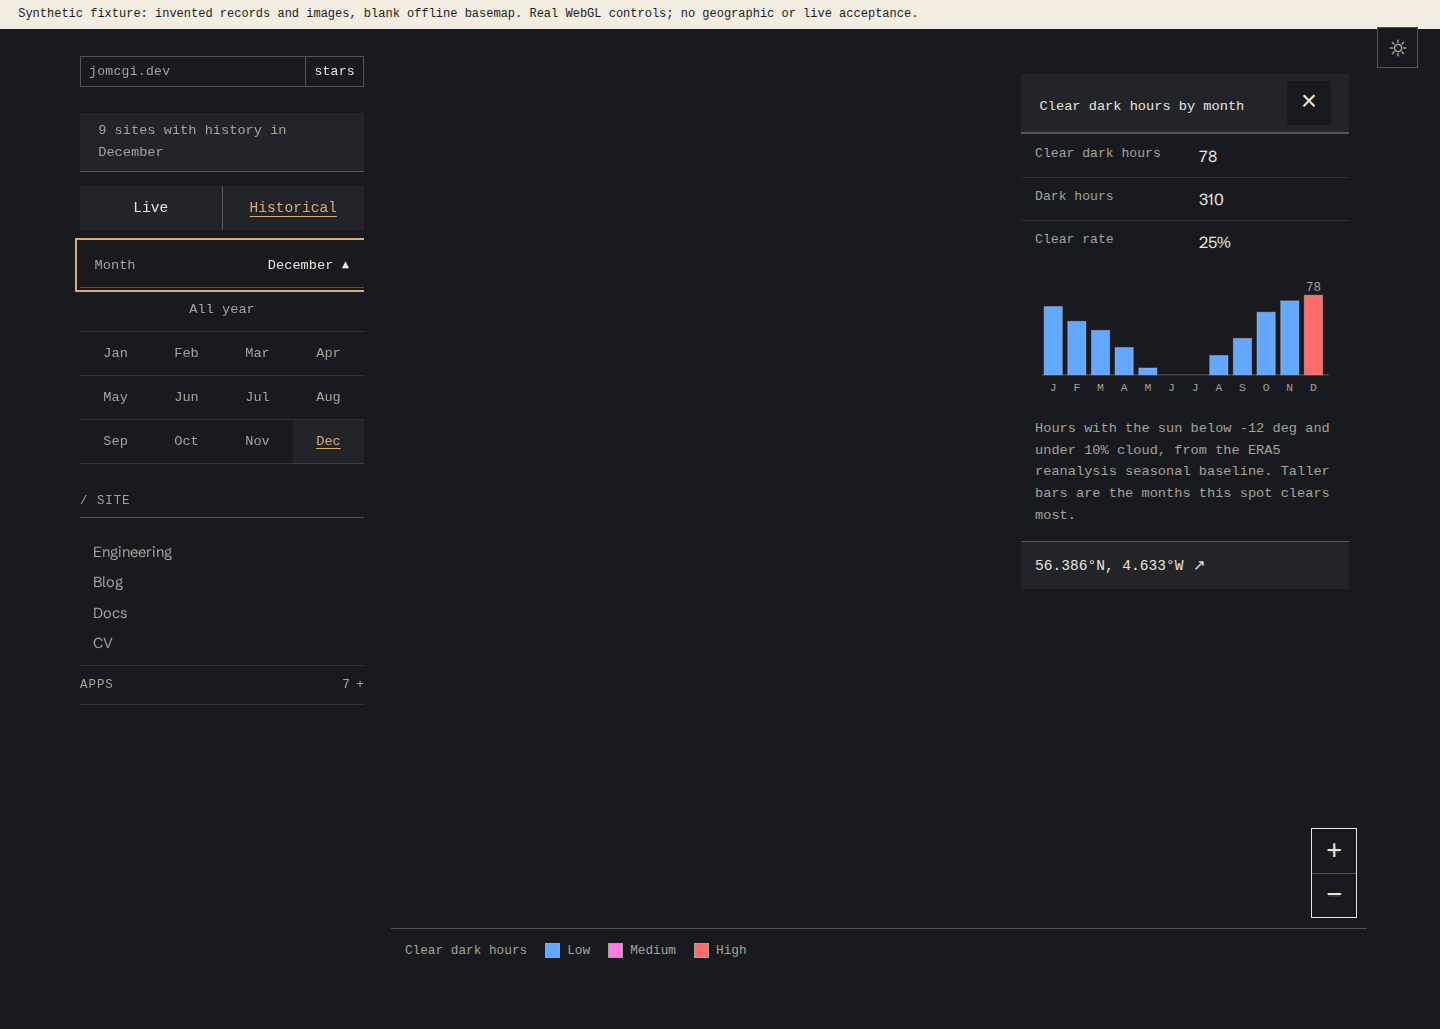 Synthetic fixture: invented records and images, blank offline basemap. Real WebGL controls; no geographic or live acceptance.
jomcgi.dev stars
9 sites with history in
December
Live Historical
Month December ▲
All year
Jan Feb Mar Apr
May Jun Jul Aug
Sep Oct Nov Dec
/ SITE
Engineering
Blog
Docs
CV
APPS 7 +
Clear dark hours by month ✕
Clear dark hours 78
Dark hours 310
Clear rate 25%
78
J F M A M J J A S O N D
Hours with the sun below -12 deg and
under 10% cloud, from the ERA5
reanalysis seasonal baseline. Taller
bars are the months this spot clears
most.
56.386°N, 4.633°W ↗
+
−
Clear dark hours Low Medium High